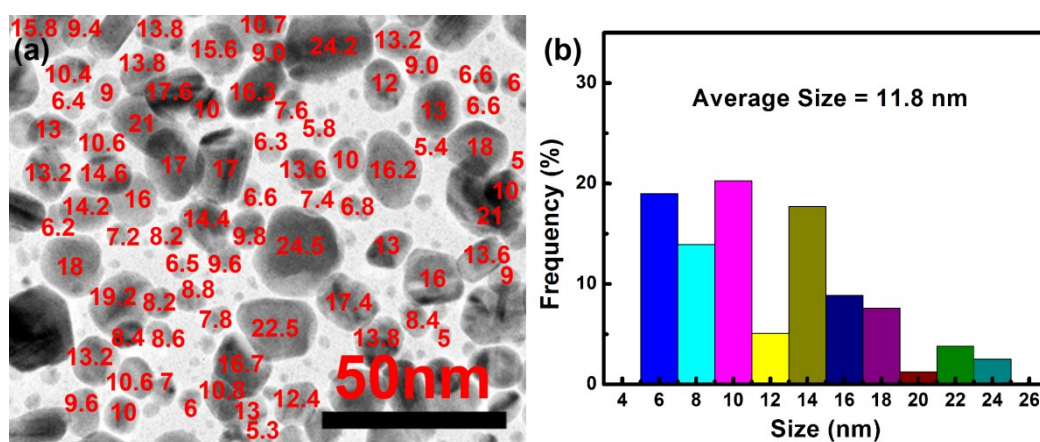 (a)
15.8 9.4 13.8 10.7 13.2
15.6 9.0 24.2 9.0
10.4 13.8 12 6.6 6
6.4 9 17.6 10 16.3 7.6 13 6.6
13 21 5.8
10.6 6.3 5.4 18 5
13.2 14.6 17 17 13.6 10 16.2
16 6.6 7.4 6.8 10
14.2 14.4 21
6.2 7.2 8.2 9.8 24.5 13 13.6
18 6.5 9.6 16 9
19.2 8.2 8.8 17.4
7.8 22.5 8.4
8.4 8.6 13.8 5
13.2 16.7
10.6 7 50nm
9.6 10 6 10.8 13 12.4
5.3
(b)
Average Size = 11.8 nm
Frequency (%)
30
20
10
0
4 6 8 10 12 14 16 18 20 22 24 26
Size (nm)